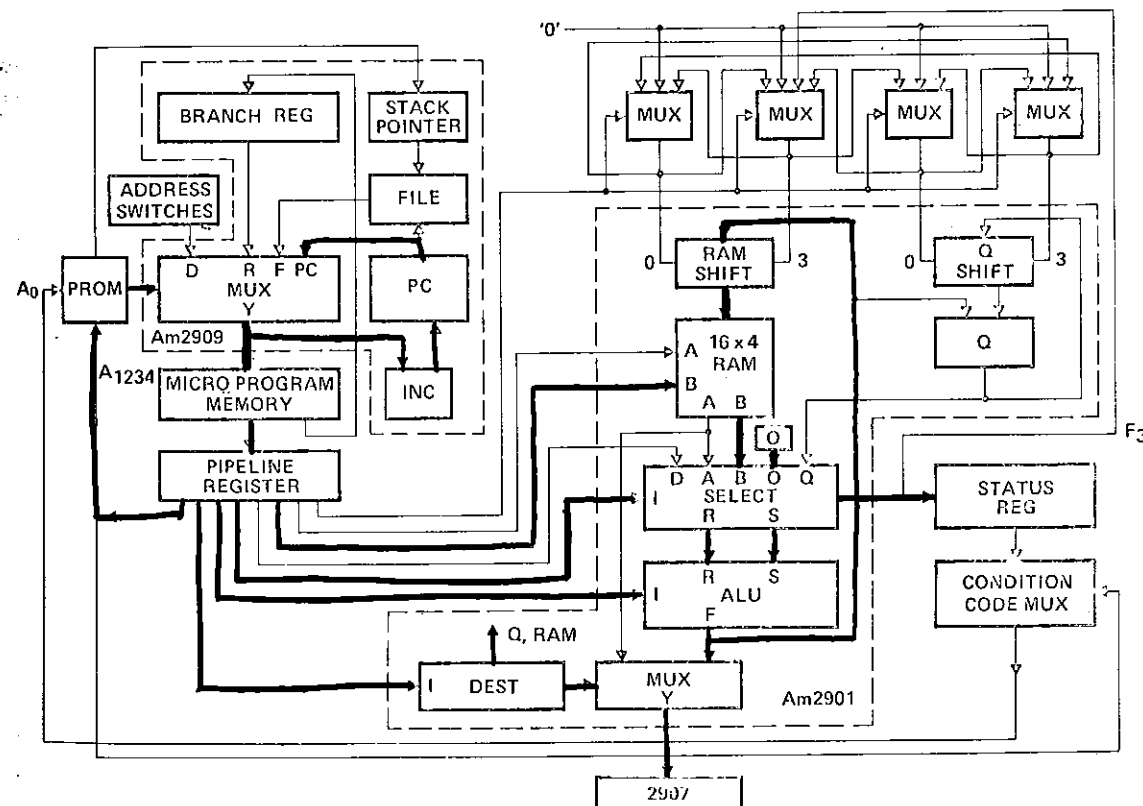 '0'
BRANCH REG
STACK
POINTER
MUX
MUX
MUX
MUX
ADDRESS
SWITCHES
FILE
D R F PC
MUX
Y
PC
A0
PROM
Am2909
INC
A1234
MICRO PROGRAM
MEMORY
PIPELINE
REGISTER
0
RAM
SHIFT
3
0
Q
SHIFT
3
A
16 x 4
RAM
B
A B
Q
O
D A B O Q
I
SELECT
R S
F3
STATUS
REG
R S
I
ALU
F
CONDITION
CODE MUX
Q, RAM
I
DEST
MUX
Y
Am2901
2907